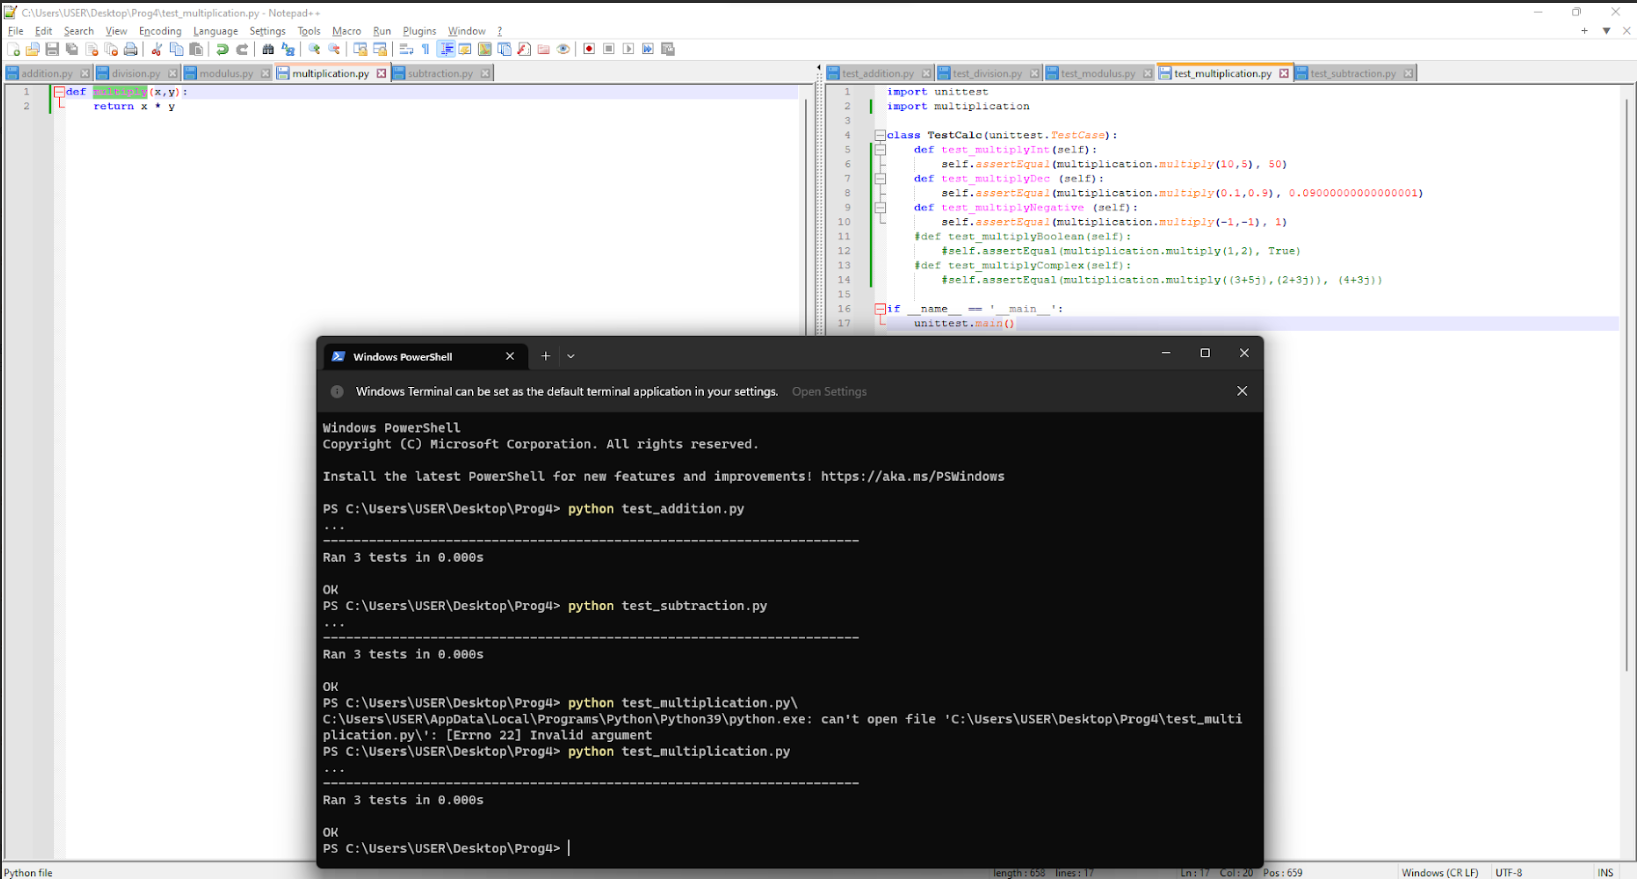 C:\Users\USER\Desktop\Prog4\test_multiplication.py - Notepad++
File Edit Search View Encoding Language Settings Tools Macro Run Plugins Window ?
addition.py division.py modulus.py multiplication.py subtraction.py
1 def multiply(x,y):
2 return x * y
test_addition.py test_division.py test_modulus.py test_multiplication.py test_subtraction.py
1 import unittest
2 import multiplication
3
4 class TestCalc(unittest.TestCase):
5 def test_multiplyInt(self):
6 self.assertEqual(multiplication.multiply(10,5), 50)
7 def test_multiplyDec (self):
8 self.assertEqual(multiplication.multiply(0.1,0.9), 0.09000000000000001)
9 def test_multiplyNegative (self):
10 self.assertEqual(multiplication.multiply(-1,-1), 1)
11 #def test_multiplyBoolean(self):
12 #self.assertEqual(multiplication.multiply(1,2), True)
13 #def test_multiplyComplex(self):
14 #self.assertEqual(multiplication.multiply((3+5j),(2+3j)), (4+3j))
15
16 if __name__ == '__main__':
17 unittest.main()
Windows PowerShell
Windows Terminal can be set as the default terminal application in your settings. Open Settings
Windows PowerShell
Copyright (C) Microsoft Corporation. All rights reserved.
Install the latest PowerShell for new features and improvements! https://aka.ms/PSWindows
PS C:\Users\USER\Desktop\Prog4> python test_addition.py
...
----------------------------------------------------------------------
Ran 3 tests in 0.000s
OK
PS C:\Users\USER\Desktop\Prog4> python test_subtraction.py
...
----------------------------------------------------------------------
Ran 3 tests in 0.000s
OK
PS C:\Users\USER\Desktop\Prog4> python test_multiplication.py\
C:\Users\USER\AppData\Local\Programs\Python\Python39\python.exe: can't open file 'C:\Users\USER\Desktop\Prog4\test_multi
plication.py\': [Errno 22] Invalid argument
PS C:\Users\USER\Desktop\Prog4> python test_multiplication.py
...
----------------------------------------------------------------------
Ran 3 tests in 0.000s
OK
PS C:\Users\USER\Desktop\Prog4>
Python file length : 658 lines : 17 Ln : 17 Col : 20 Pos : 659 Windows (CR LF) UTF-8 INS